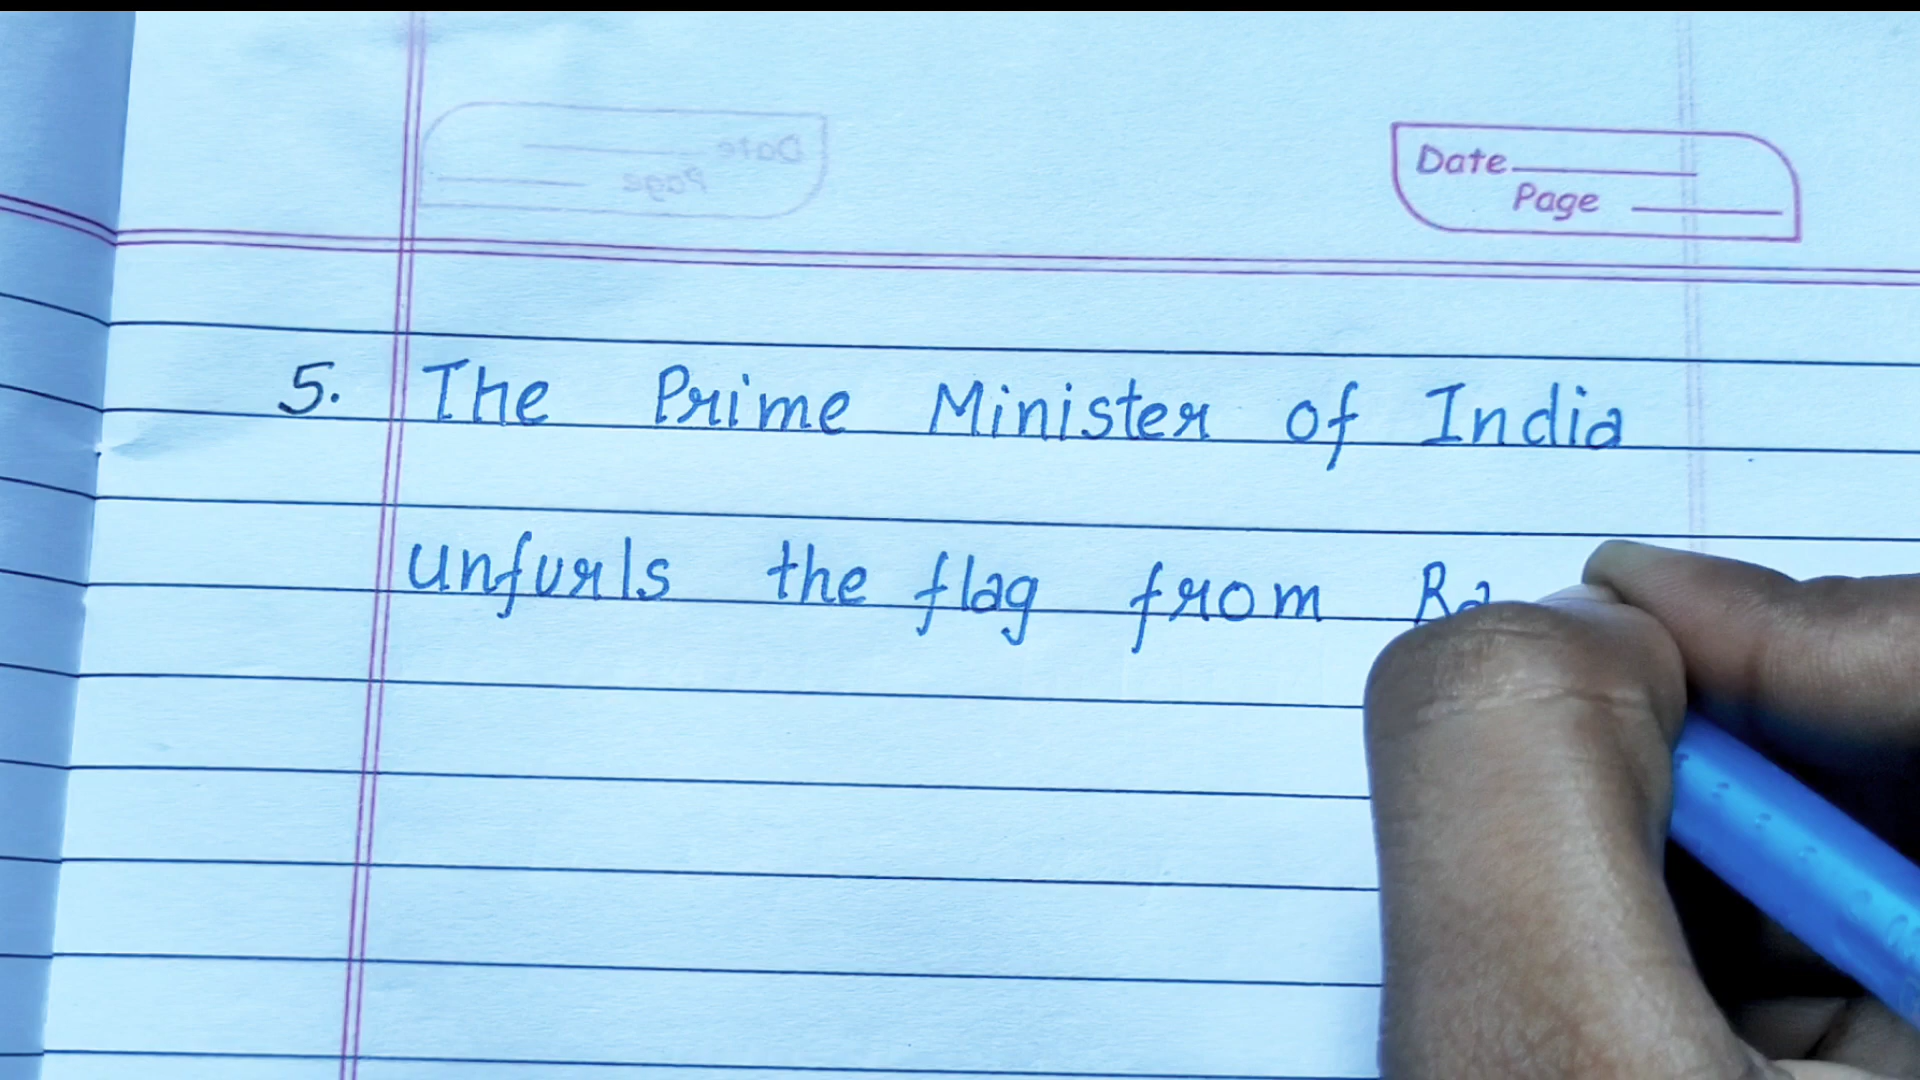 Date
Page
5. The Prime Minister of India
unfurls the flag from